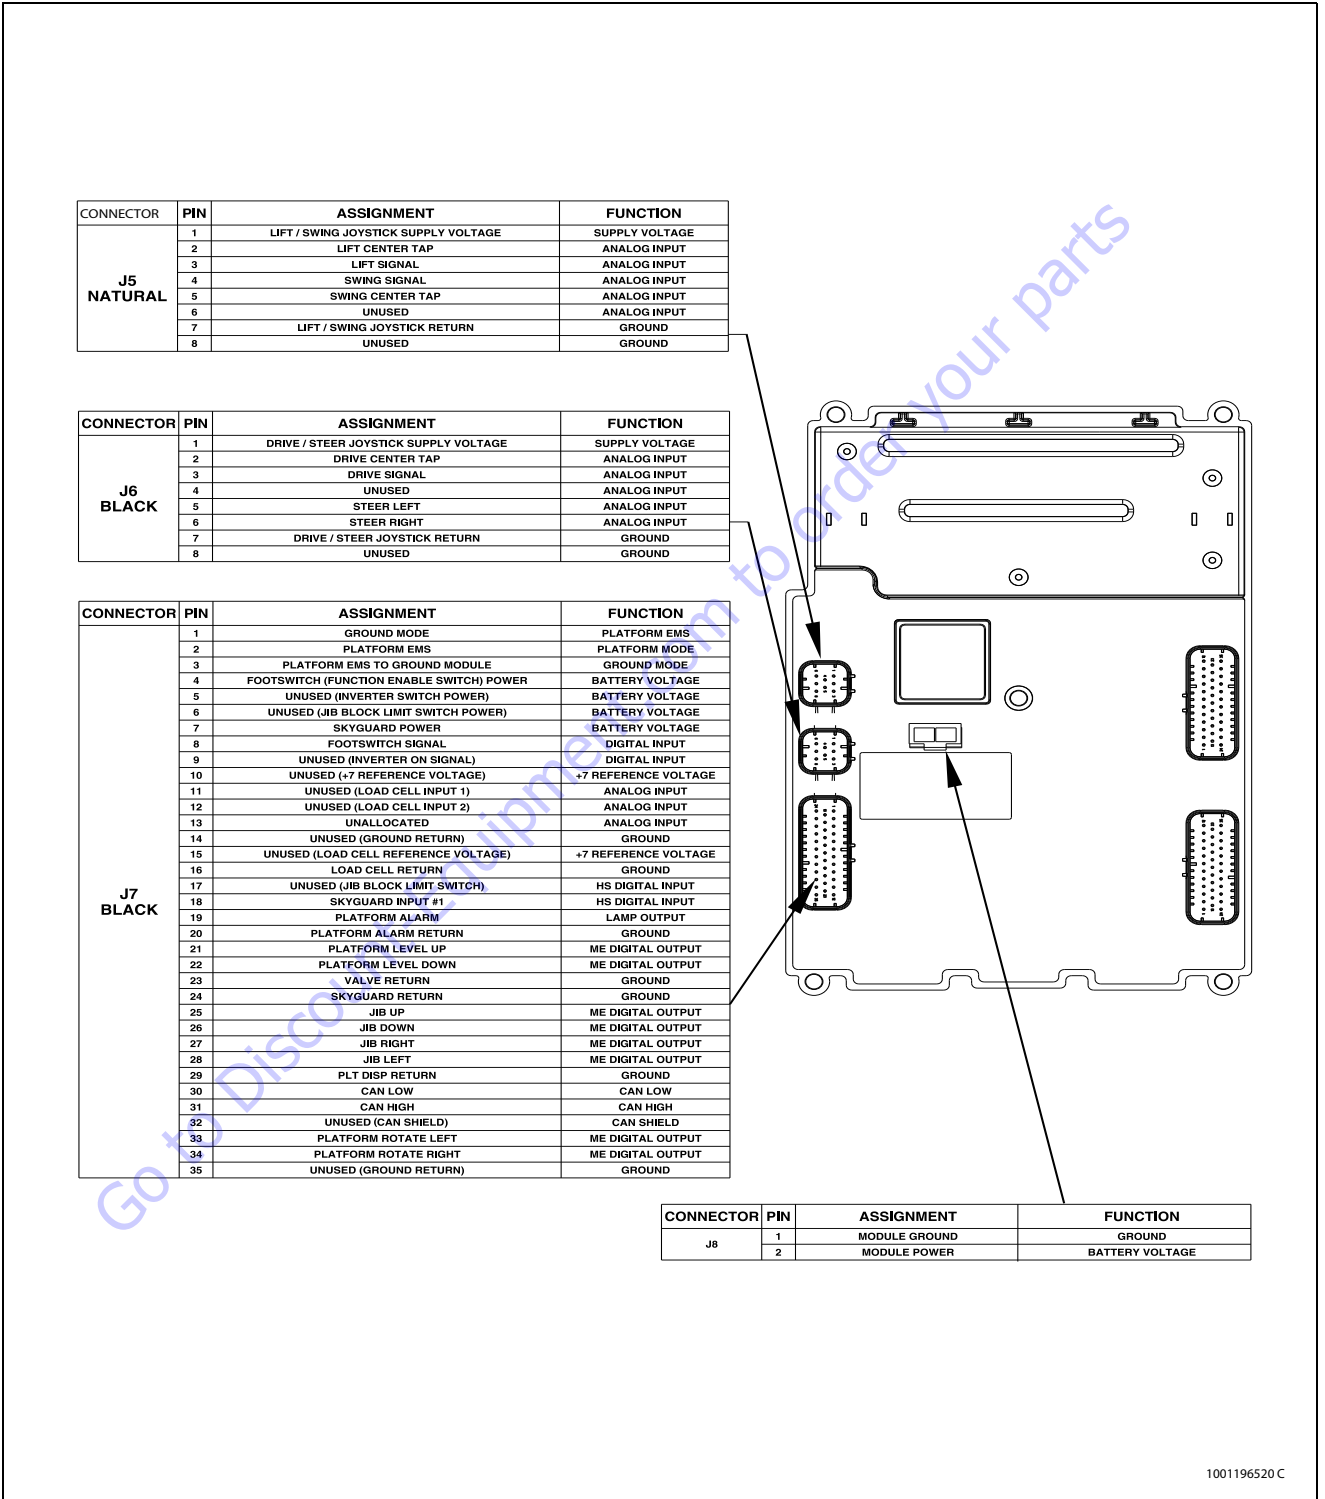 CONNECTOR PIN ASSIGNMENT FUNCTION
J5 NATURAL
1 LIFT / SWING JOYSTICK SUPPLY VOLTAGE SUPPLY VOLTAGE
2 LIFT CENTER TAP ANALOG INPUT
3 LIFT SIGNAL ANALOG INPUT
4 SWING SIGNAL ANALOG INPUT
5 SWING CENTER TAP ANALOG INPUT
6 UNUSED ANALOG INPUT
7 LIFT / SWING JOYSTICK RETURN GROUND
8 UNUSED GROUND
CONNECTOR PIN ASSIGNMENT FUNCTION
J6 BLACK
1 DRIVE / STEER JOYSTICK SUPPLY VOLTAGE SUPPLY VOLTAGE
2 DRIVE CENTER TAP ANALOG INPUT
3 DRIVE SIGNAL ANALOG INPUT
4 UNUSED ANALOG INPUT
5 STEER LEFT ANALOG INPUT
6 STEER RIGHT ANALOG INPUT
7 DRIVE / STEER JOYSTICK RETURN GROUND
8 UNUSED GROUND
CONNECTOR PIN ASSIGNMENT FUNCTION
J7 BLACK
1 GROUND MODE PLATFORM EMS
2 PLATFORM EMS PLATFORM MODE
3 PLATFORM EMS TO GROUND MODULE GROUND MODE
4 FOOTSWITCH (FUNCTION ENABLE SWITCH) POWER BATTERY VOLTAGE
5 UNUSED (INVERTER SWITCH POWER) BATTERY VOLTAGE
6 UNUSED (JIB BLOCK LIMIT SWITCH POWER) BATTERY VOLTAGE
7 SKYGUARD POWER BATTERY VOLTAGE
8 FOOTSWITCH SIGNAL DIGITAL INPUT
9 UNUSED (INVERTER ON SIGNAL) DIGITAL INPUT
10 UNUSED (+7 REFERENCE VOLTAGE) +7 REFERENCE VOLTAGE
11 UNUSED (LOAD CELL INPUT 1) ANALOG INPUT
12 UNUSED (LOAD CELL INPUT 2) ANALOG INPUT
13 UNALLOCATED ANALOG INPUT
14 UNUSED (GROUND RETURN) GROUND
15 UNUSED (LOAD CELL REFERENCE VOLTAGE) +7 REFERENCE VOLTAGE
16 LOAD CELL RETURN GROUND
17 UNUSED (JIB BLOCK LIMIT SWITCH) HS DIGITAL INPUT
18 SKYGUARD INPUT #1 HS DIGITAL INPUT
19 PLATFORM ALARM LAMP OUTPUT
20 PLATFORM ALARM RETURN GROUND
21 PLATFORM LEVEL UP ME DIGITAL OUTPUT
22 PLATFORM LEVEL DOWN ME DIGITAL OUTPUT
23 VALVE RETURN GROUND
24 SKYGUARD RETURN GROUND
25 JIB UP ME DIGITAL OUTPUT
26 JIB DOWN ME DIGITAL OUTPUT
27 JIB RIGHT ME DIGITAL OUTPUT
28 JIB LEFT ME DIGITAL OUTPUT
29 PLT DISP RETURN GROUND
30 CAN LOW CAN LOW
31 CAN HIGH CAN HIGH
32 UNUSED (CAN SHIELD) CAN SHIELD
33 PLATFORM ROTATE LEFT ME DIGITAL OUTPUT
34 PLATFORM ROTATE RIGHT ME DIGITAL OUTPUT
35 UNUSED (GROUND RETURN) GROUND
CONNECTOR PIN ASSIGNMENT FUNCTION
J8
1 MODULE GROUND GROUND
2 MODULE POWER BATTERY VOLTAGE
Go to Discount-Equipment.com to order your parts
1001196520 C